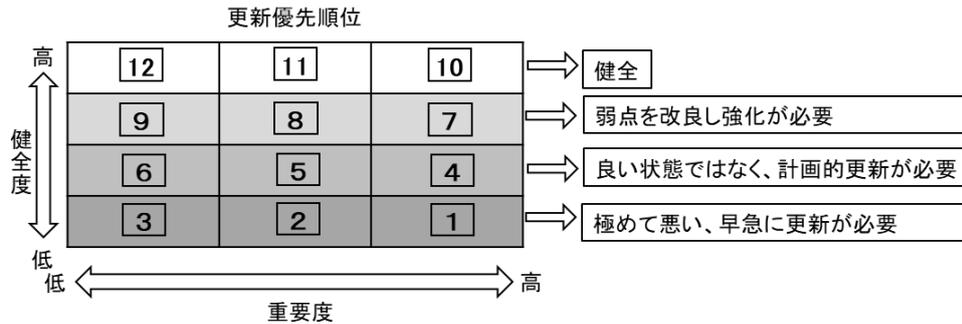 更新優先順位
高
12 11 10
健全
9 8 7
弱点を改良し強化が必要
健全度
6 5 4
良い状態ではなく、計画的更新が必要
3 2 1
極めて悪い、早急に更新が必要
低
低
高
重要度